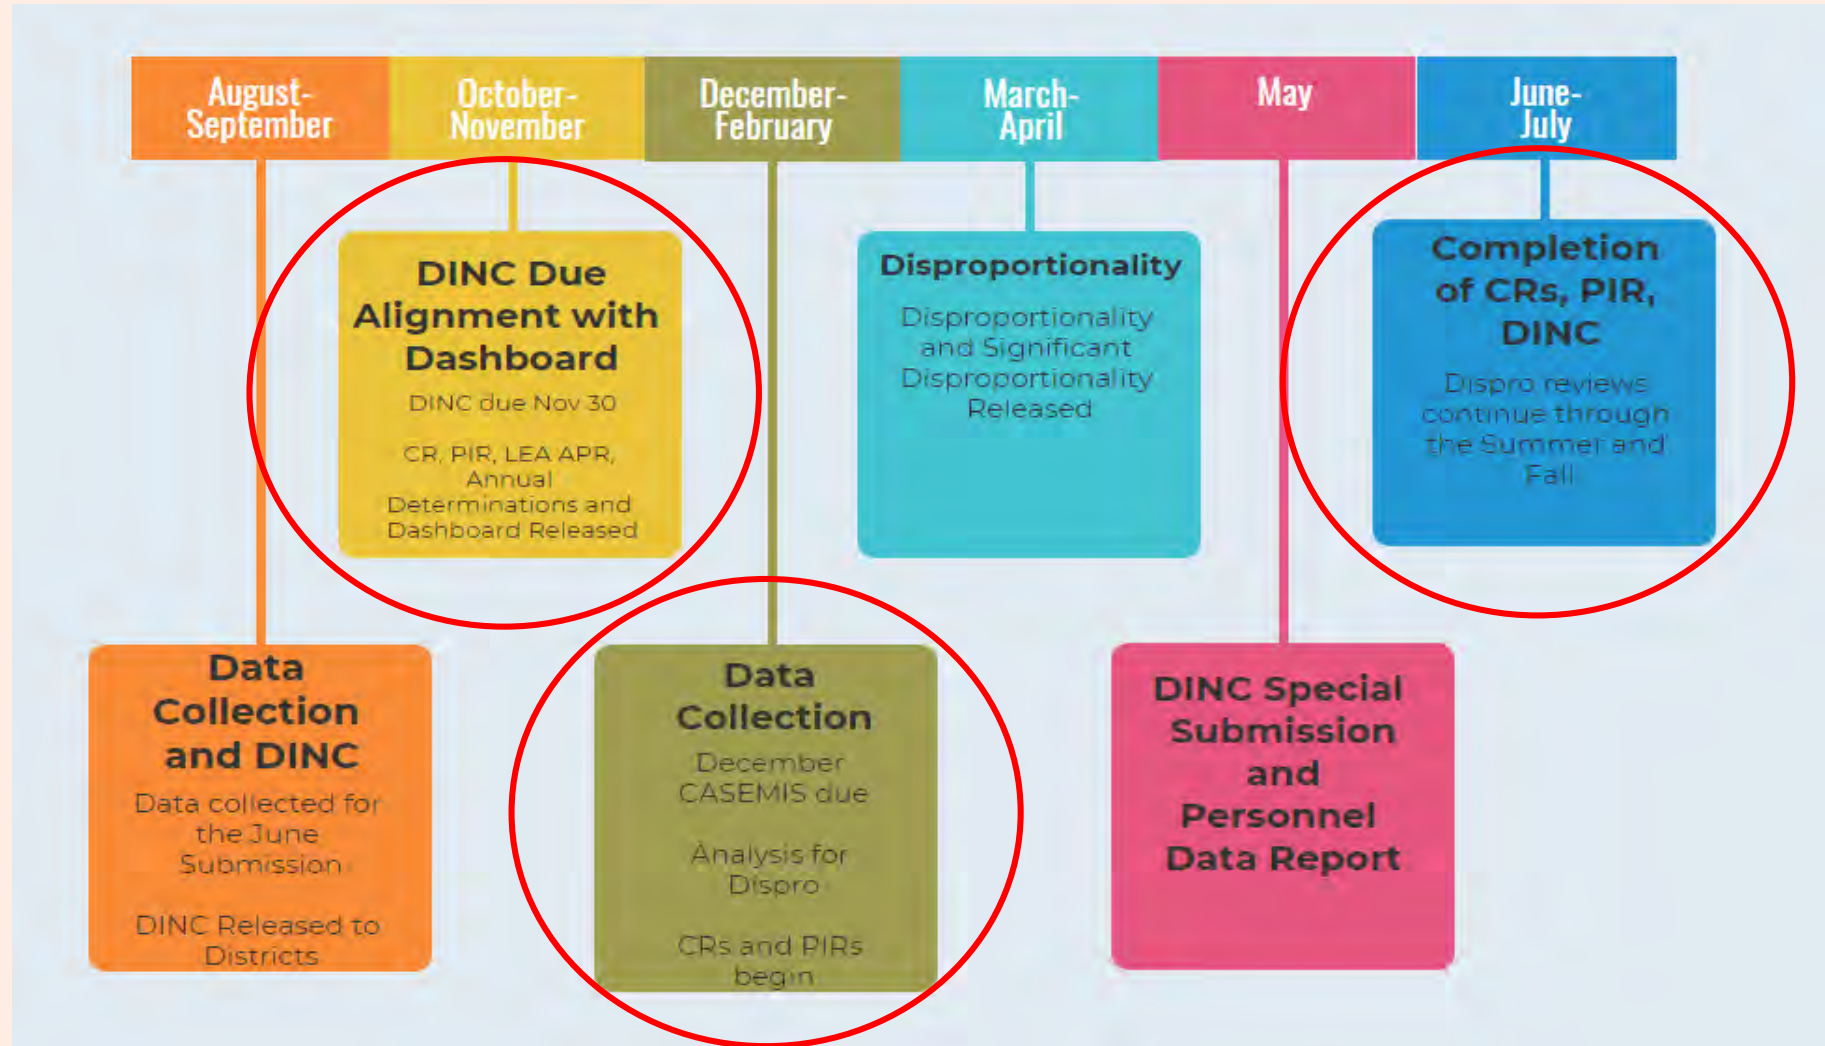 August-
September
October-
November
December-
February
March-
April
May
June-
July
DINC Due
Alignment with
Dashboard
DINC due Nov 30
CR, PIR, LEA APR,
Annual
Determinations and
Dashboard Released
Disproportionality
Disproportionality
and Significant
Disproportionality
Released
Completion
of CRs, PIR,
DINC
Dispro reviews
continue through
the Summer and
Fall
Data
Collection
and DINC
Data collected for
the June
Submission
DINC Released to
Districts
Data
Collection
December
CASEMIS due
Analysis for
Dispro
CRs and PIRs
begin
DINC Special
Submission
and
Personnel
Data Report